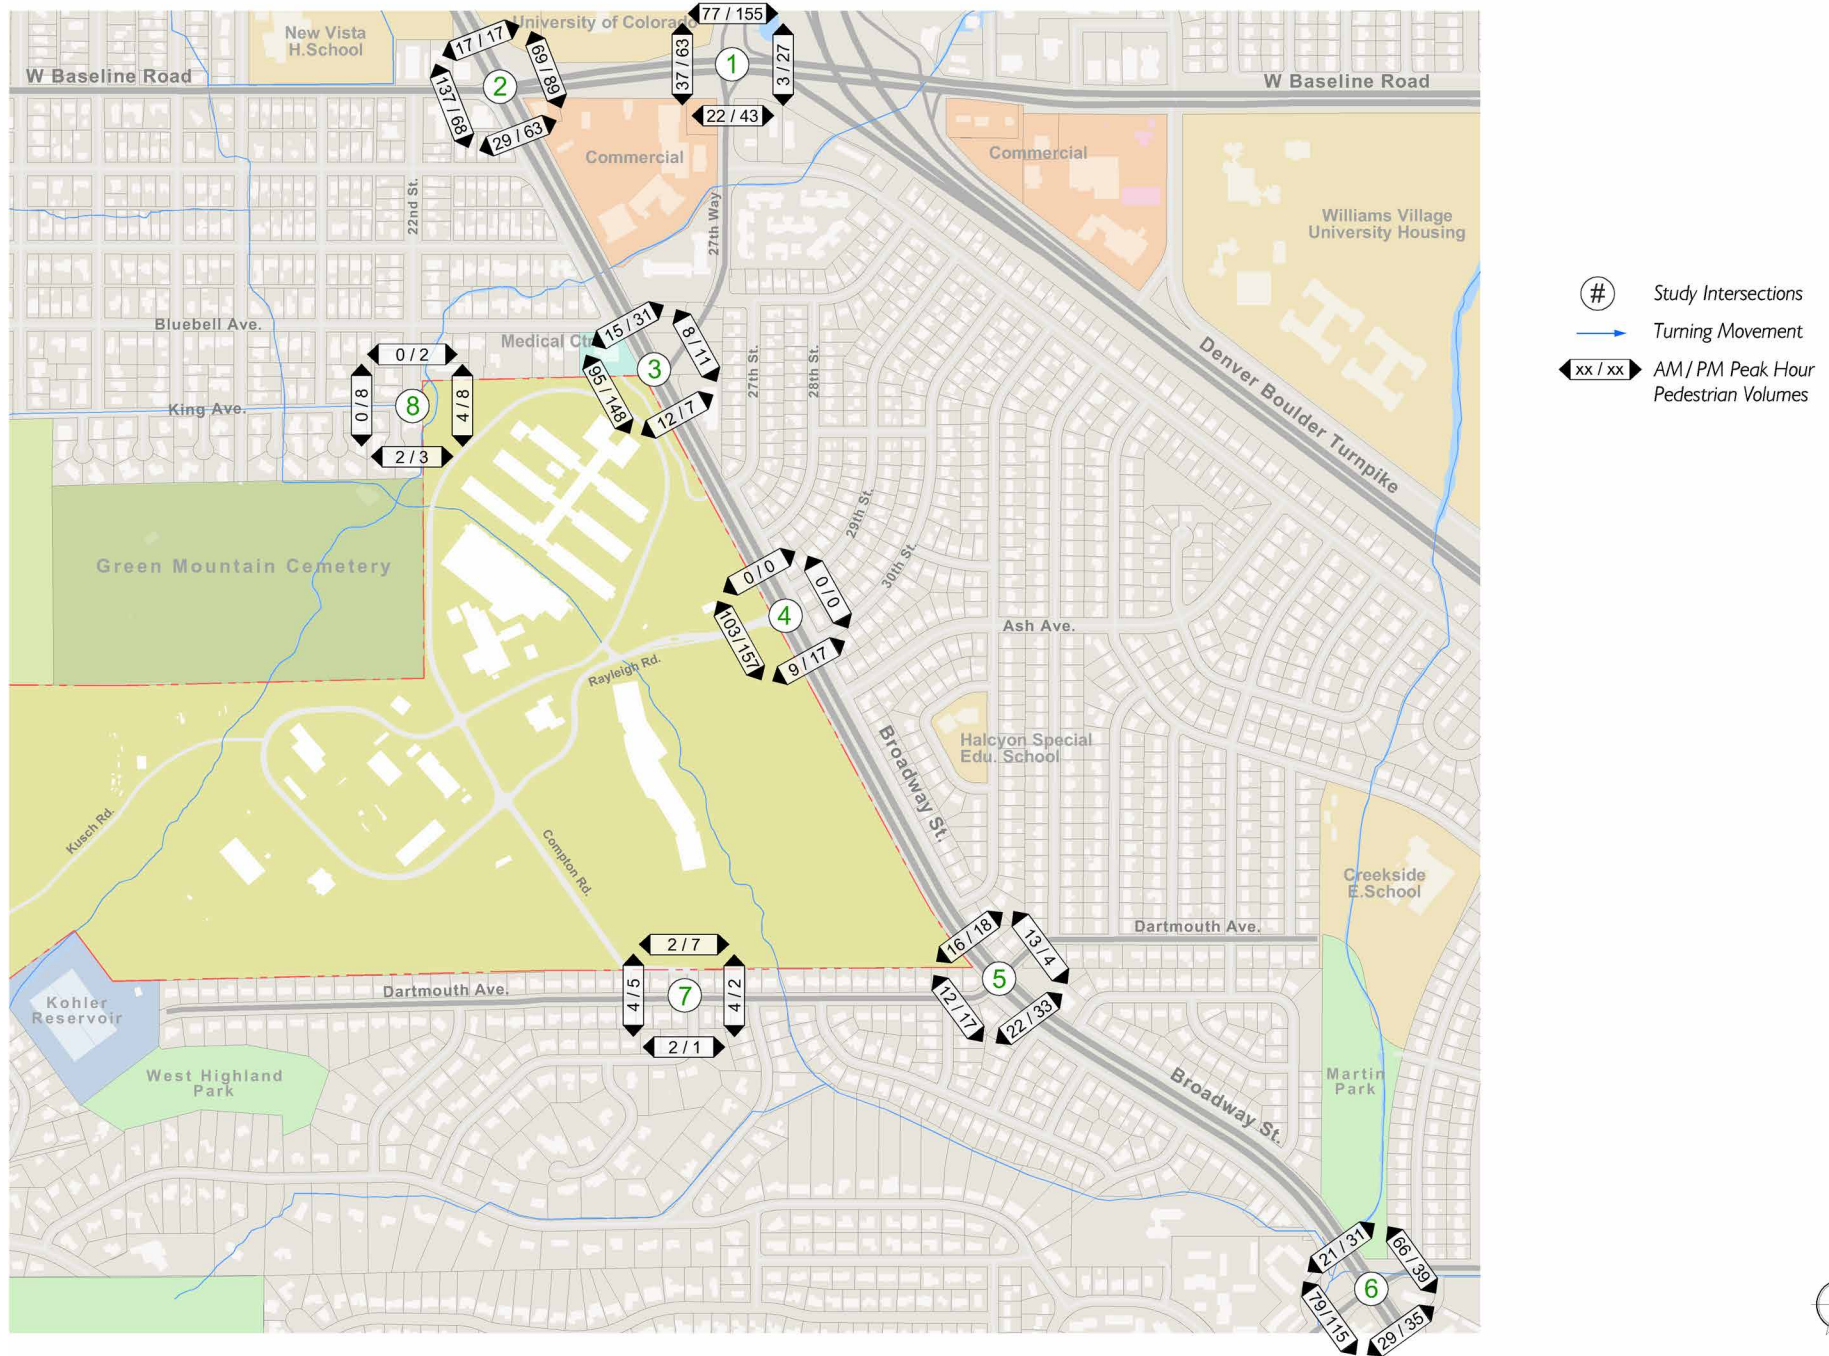 77 / 155
University of Colorado
17 / 17
New Vista
H.School
37 / 63
1
3 / 27
69 / 89
2
W Baseline Road
W Baseline Road
137 / 68
22 / 43
29 / 63
Commercial
Commercial
22nd St.
27th Way
Williams Village
University Housing
#
Study Intersections
Turning Movement
xx / xx
AM / PM Peak Hour
Pedestrian Volumes
Bluebell Ave.
Medical Ctr
15 / 31
8 / 11
0 / 2
3
95 / 148
12 / 7
27th St.
28th St.
Denver Boulder Turnpike
0 / 8
8
4 / 8
King Ave.
2 / 3
29th St.
30th St.
Green Mountain Cemetery
0 / 0
0 / 0
4
103 / 157
9 / 17
Ash Ave.
Rayleigh Rd.
Broadway St.
Halcyon Special
Edu. School
Kusch Rd.
Compton Rd.
Creekside
E.School
16 / 18
13 / 4
Dartmouth Ave.
2 / 7
5
4 / 5
7
4 / 2
Dartmouth Ave.
12 / 17
22 / 33
Kohler
Reservoir
2 / 1
West Highland
Park
Martin
Park
Broadway St.
21 / 31
66 / 39
6
79 / 115
29 / 35